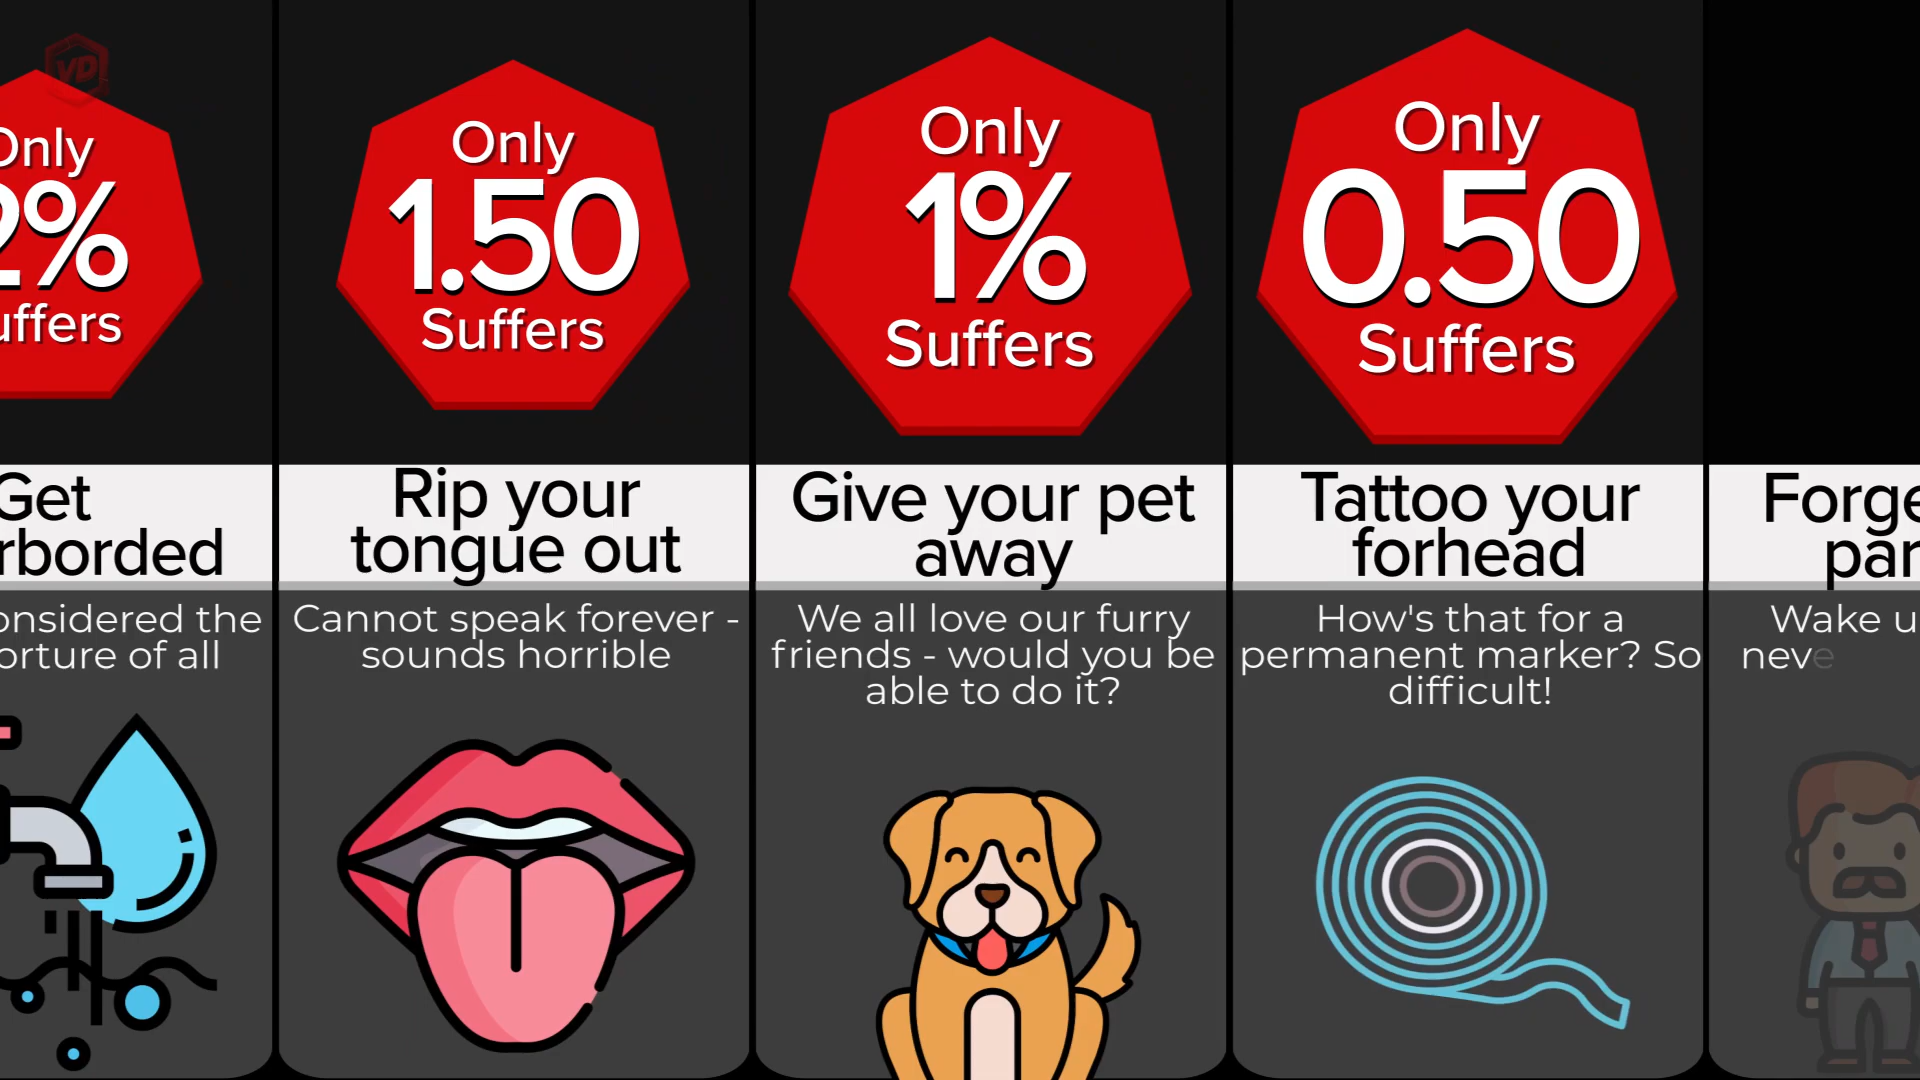 VD
Only
2%
uffers
Get
rborded
onsidered the
orture of all
Only
1.50
Suffers
Rip your
tongue out
Cannot speak forever -
sounds horrible
Only
1%
Suffers
Give your pet
away
We all love our furry
friends - would you be
able to do it?
Only
0.50
Suffers
Tattoo your
forhead
How's that for a
permanent marker? So
difficult!
Forge
par
Wake u
neve